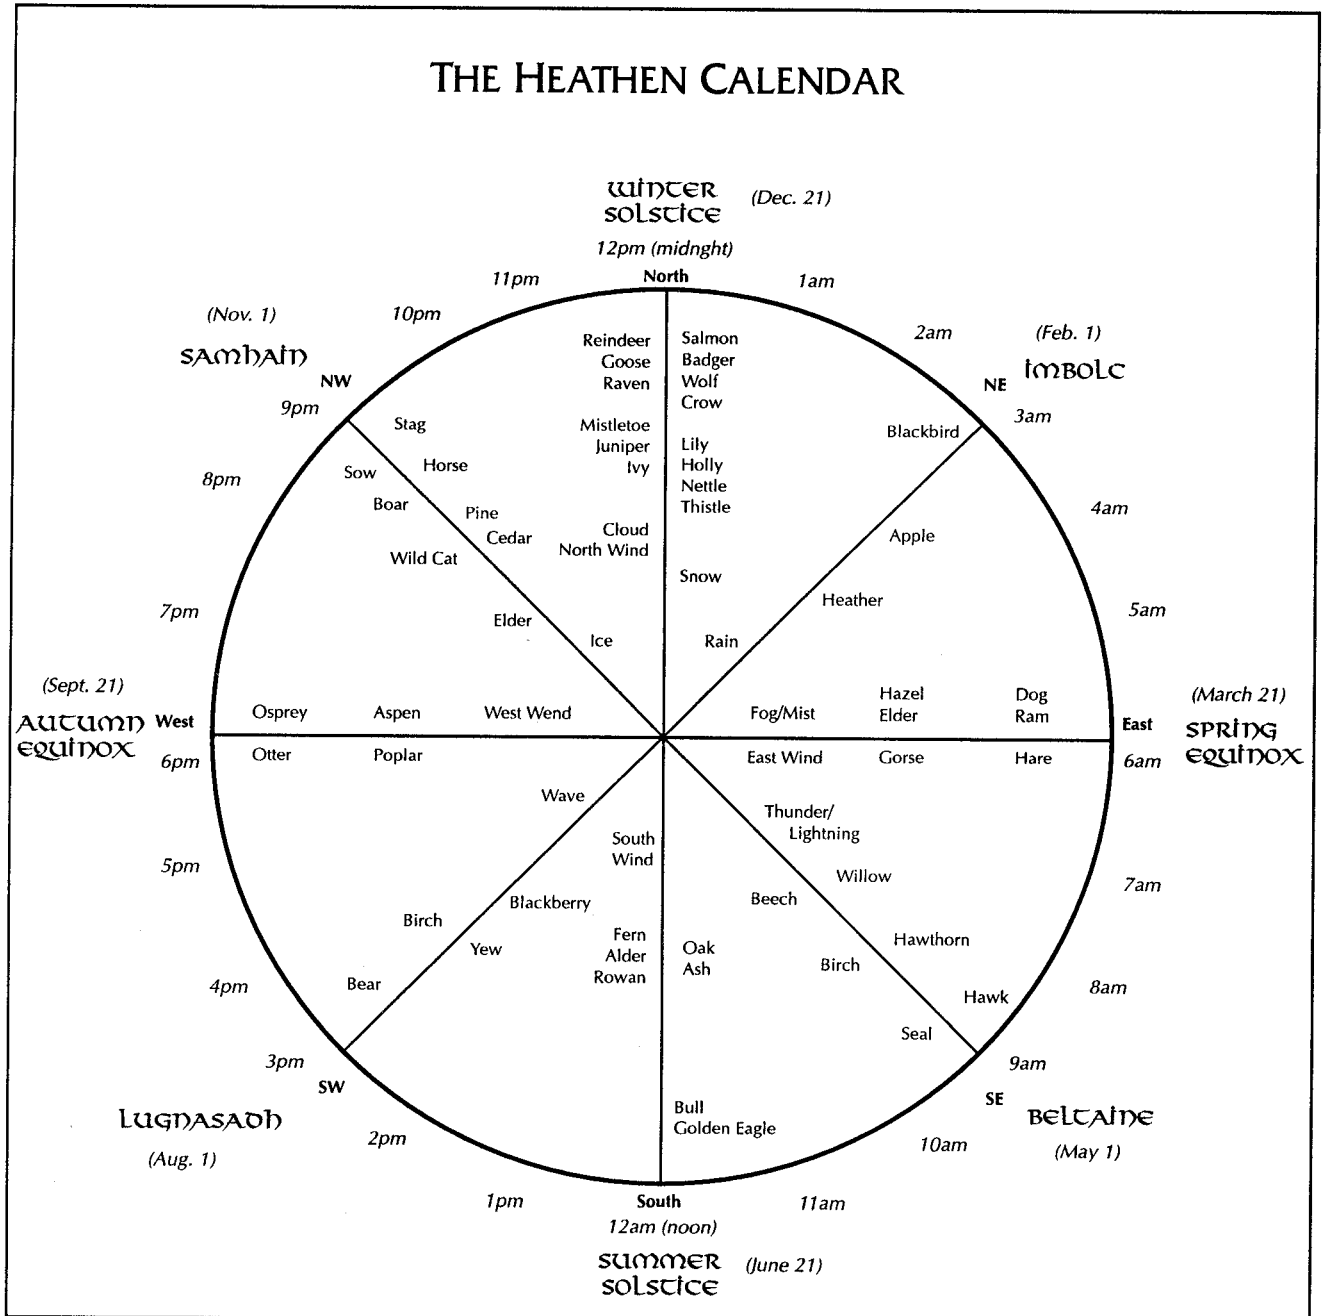 THE HEATHEN CALENDAR
WINTER
SOLSTICE
(Dec. 21)
12pm (midnght)
North
11pm
1am
10pm
2am
(Nov. 1)
SAMHAIN
NW
9pm
(Feb. 1)
IMBOLC
NE
3am
Reindeer
Goose
Raven
Mistletoe
Juniper
Ivy
Cloud
North Wind
Salmon
Badger
Wolf
Crow
Lily
Holly
Nettle
Thistle
Snow
Rain
Stag
Horse
Pine
Cedar
Ice
Sow
Boar
Wild Cat
Elder
Blackbird
Apple
Heather
8pm
4am
7pm
5am
(Sept. 21)
AUTUMN
EQUINOX
West
6pm
Osprey
Aspen
West Wend
Otter
Poplar
Fog/Mist
Hazel
Elder
Dog
Ram
East Wind
Gorse
Hare
East
6am
(March 21)
SPRING
EQUINOX
Wave
South
Wind
Blackberry
Birch
Yew
Bear
Fern
Alder
Rowan
Thunder/
Lightning
Willow
Beech
Hawthorn
Birch
Hawk
Seal
Oak
Ash
Bull
Golden Eagle
5pm
7am
4pm
8am
3pm
SW
LUGNASADH
(Aug. 1)
9am
SE
BELTAINE
(May 1)
2pm
10am
1pm
11am
South
12am (noon)
SUMMER
SOLSTICE
(June 21)